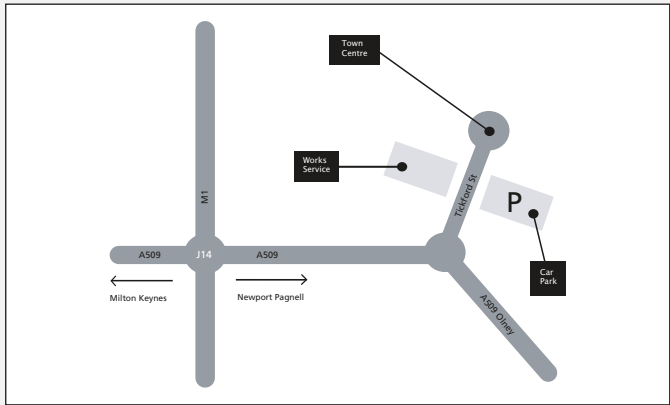 Town
Centre
Works
Service
Tickford St
P
M1
A509
J14
A509
Car
Park
Milton Keynes
Newport Pagnell
A509 Olney